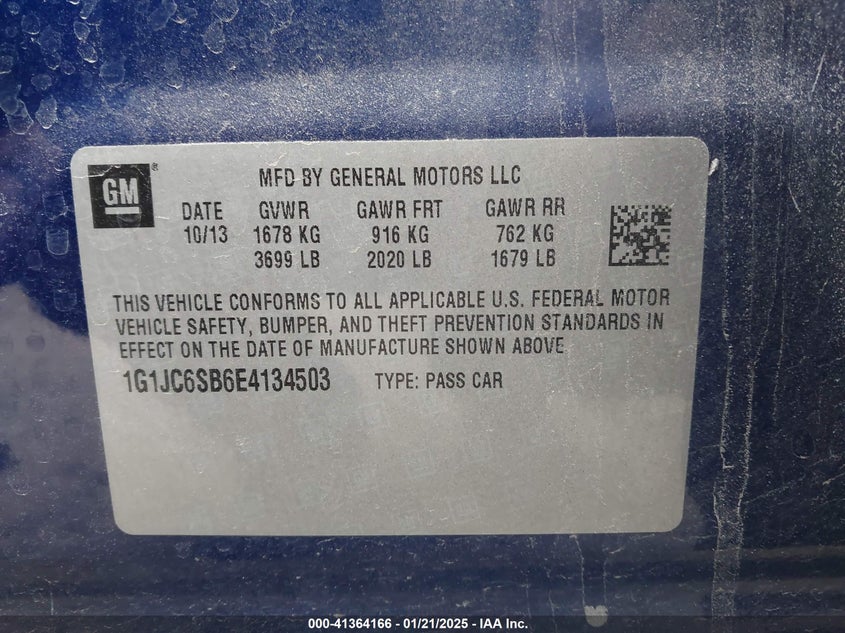 GM®
MFD BY GENERAL MOTORS LLC
DATE GVWR GAWR FRT GAWR RR
10/13 1678 KG 916 KG 762 KG
3699 LB 2020 LB 1679 LB
THIS VEHICLE CONFORMS TO ALL APPLICABLE U.S. FEDERAL MOTOR
VEHICLE SAFETY, BUMPER, AND THEFT PREVENTION STANDARDS IN
EFFECT ON THE DATE OF MANUFACTURE SHOWN ABOVE
1G1JC6SB6E4134503 TYPE: PASS CAR
000-41364166 — 01/21/2025 — IAA Inc.